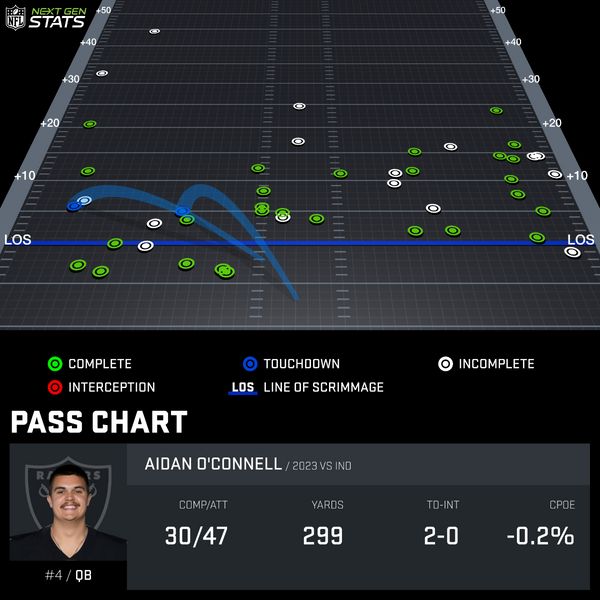 NFL NEXT GEN STATS
+50 +50
+40 +40
+30 +30
+20 +20
+10 +10
LOS LOS
COMPLETE TOUCHDOWN INCOMPLETE
INTERCEPTION LOS LINE OF SCRIMMAGE
PASS CHART
RAIDERS
AIDAN O'CONNELL / 2023 VS IND
COMP/ATT YARDS TD-INT CPOE
30/47 299 2-0 -0.2%
#4 / QB